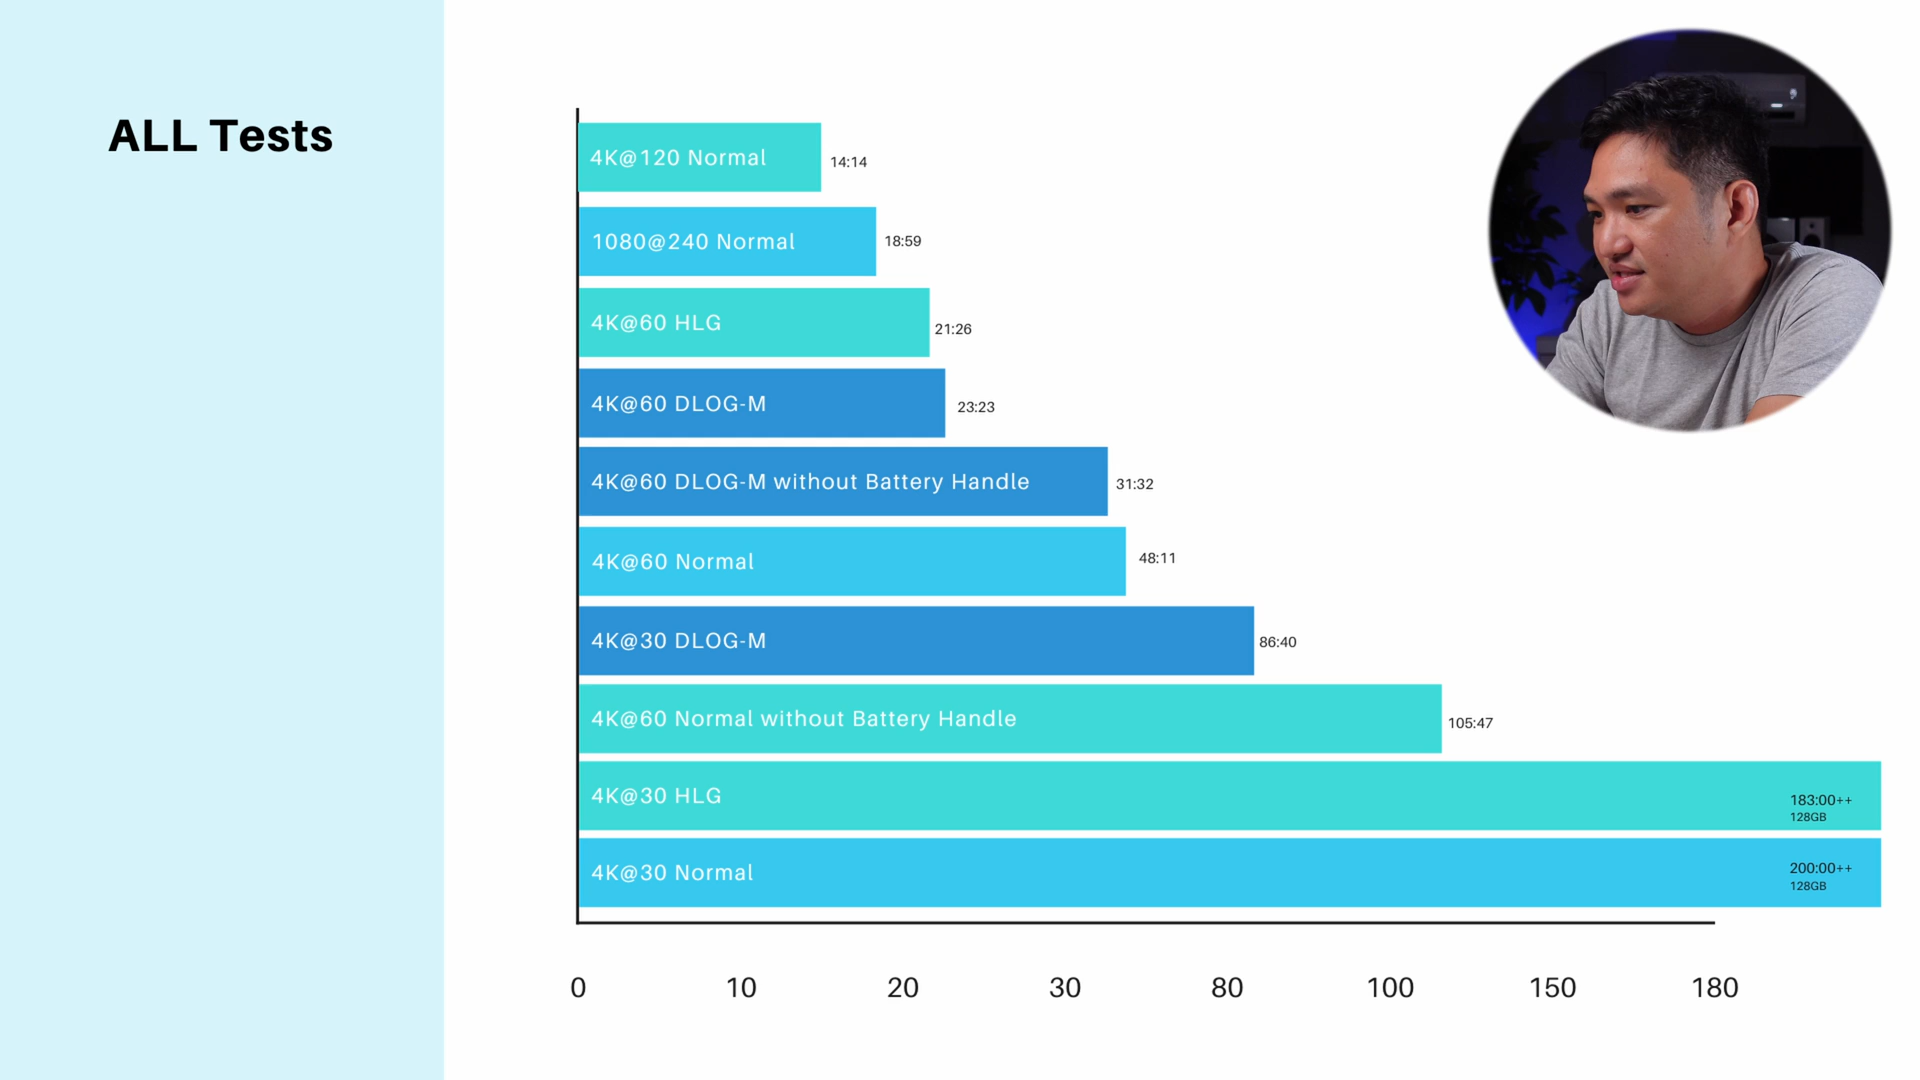 ALL Tests
4K@120 Normal
14:14
1080@240 Normal
18:59
4K@60 HLG
21:26
4K@60 DLOG-M
23:23
4K@60 DLOG-M without Battery Handle
31:32
4K@60 Normal
48:11
4K@30 DLOG-M
86:40
4K@60 Normal without Battery Handle
105:47
4K@30 HLG
183:00++
128GB
4K@30 Normal
200:00++
128GB
0 10 20 30 80 100 150 180